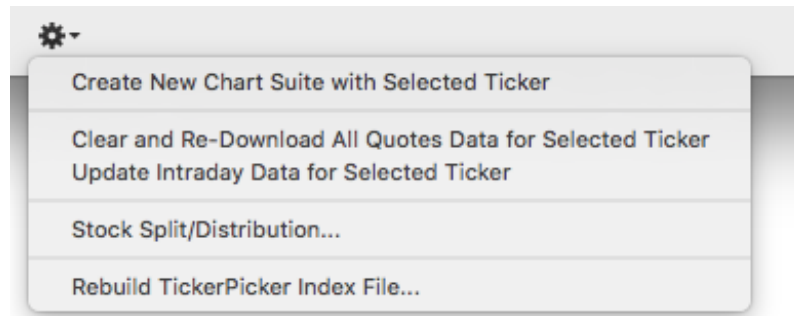 Create New Chart Suite with Selected Ticker
Clear and Re-Download All Quotes Data for Selected Ticker
Update Intraday Data for Selected Ticker
Stock Split/Distribution...
Rebuild TickerPicker Index File...